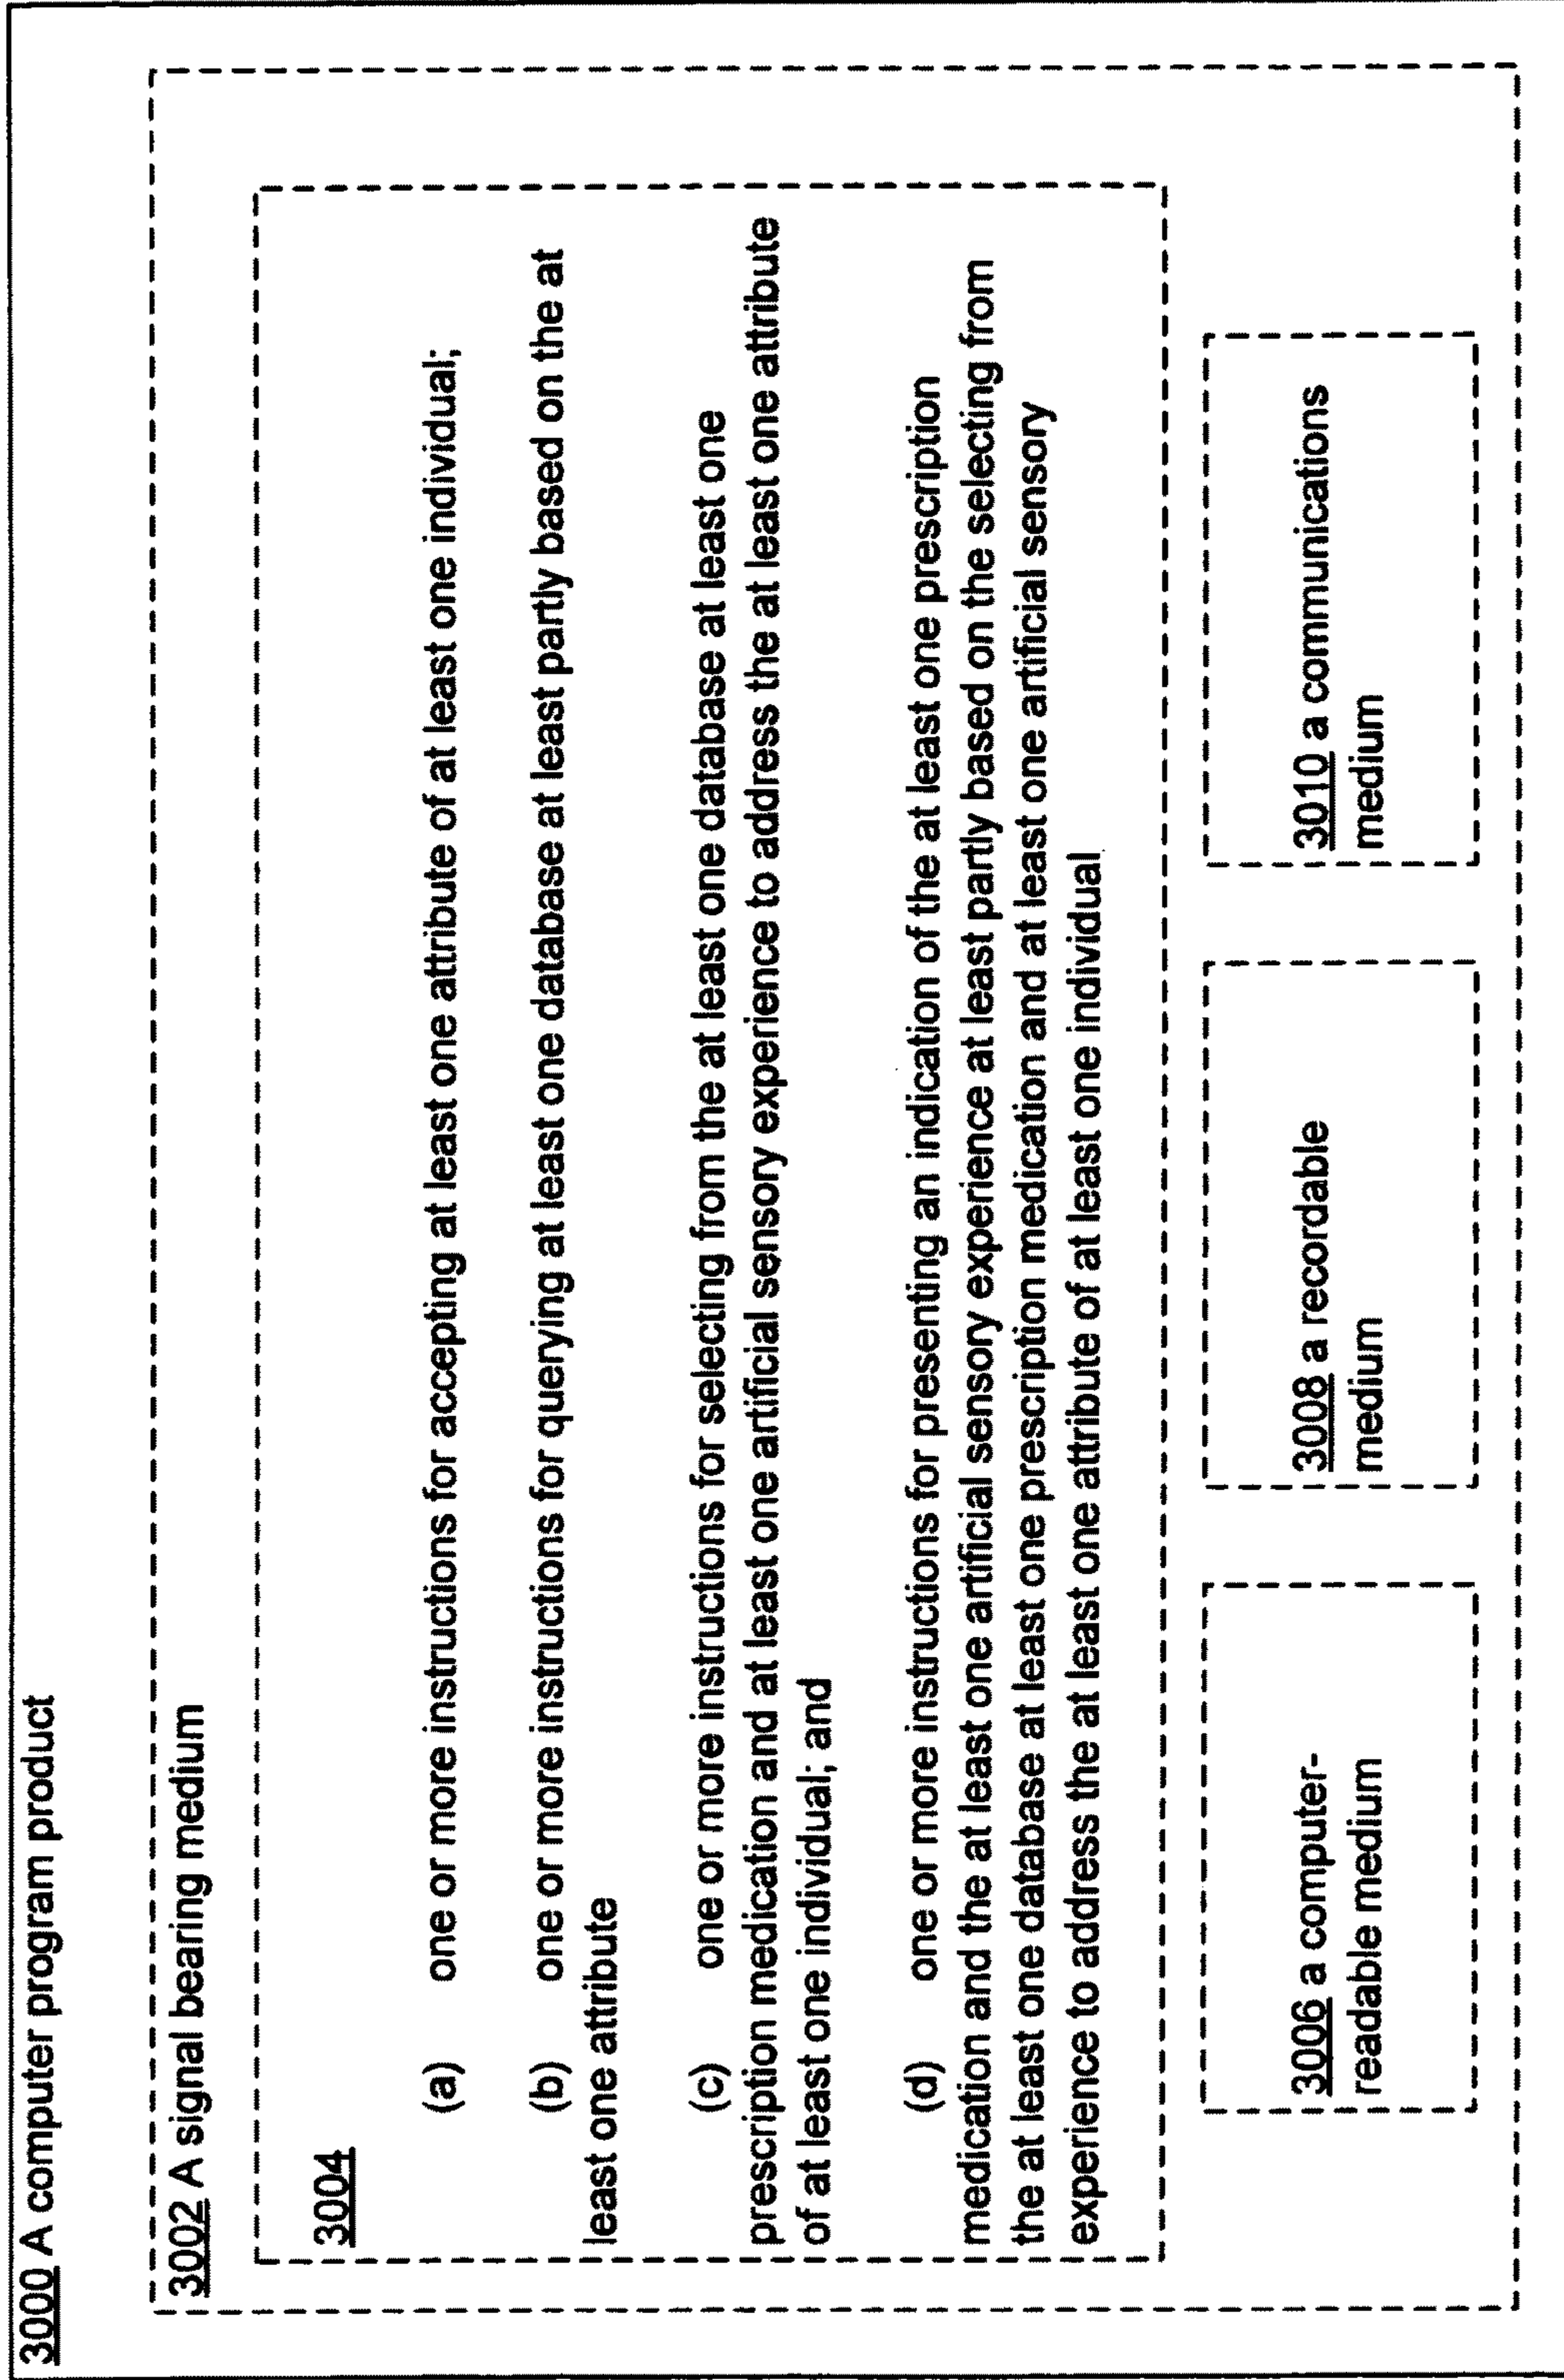 3000 A computer program product
3002 A signal bearing medium
3004
(a) one or more instructions for accepting at least one attribute of at least one individual;
(b) one or more instructions for querying at least one database at least partly based on the at
least one attribute
(c) one or more instructions for selecting from the at least one database at least one
prescription medication and at least one artificial sensory experience to address the at least one attribute
of at least one individual; and
(d) one or more instructions for presenting an indication of the at least one prescription
medication and the at least one artificial sensory experience at least partly based on the selecting from
the at least one database at least one prescription medication and at least one artificial sensory
experience to address the at least one attribute of at least one individual
3006 a computer-
readable medium
3008 a recordable
medium
3010 a communications
medium